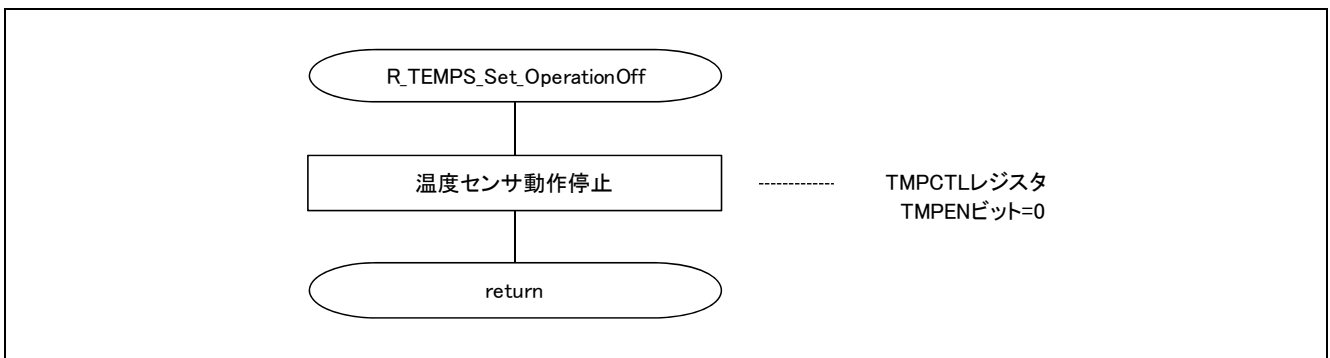 R_TEMPS_Set_OperationOff
温度センサ動作停止
TMPCTLレジスタ
TMPENビット=0
return